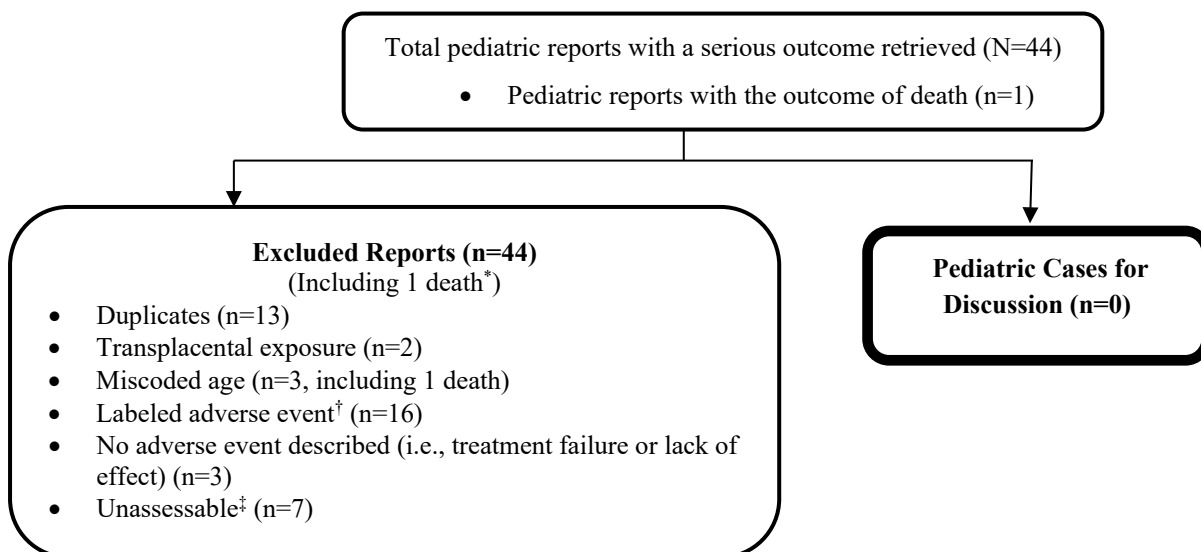 Total pediatric reports with a serious outcome retrieved (N=44)
• Pediatric reports with the outcome of death (n=1)
Excluded Reports (n=44)
(Including 1 death*)
• Duplicates (n=13)
• Transplacental exposure (n=2)
• Miscoded age (n=3, including 1 death)
• Labeled adverse event† (n=16)
• No adverse event described (i.e., treatment failure or lack of
effect) (n=3)
• Unassessable‡ (n=7)
Pediatric Cases for
Discussion (n=0)